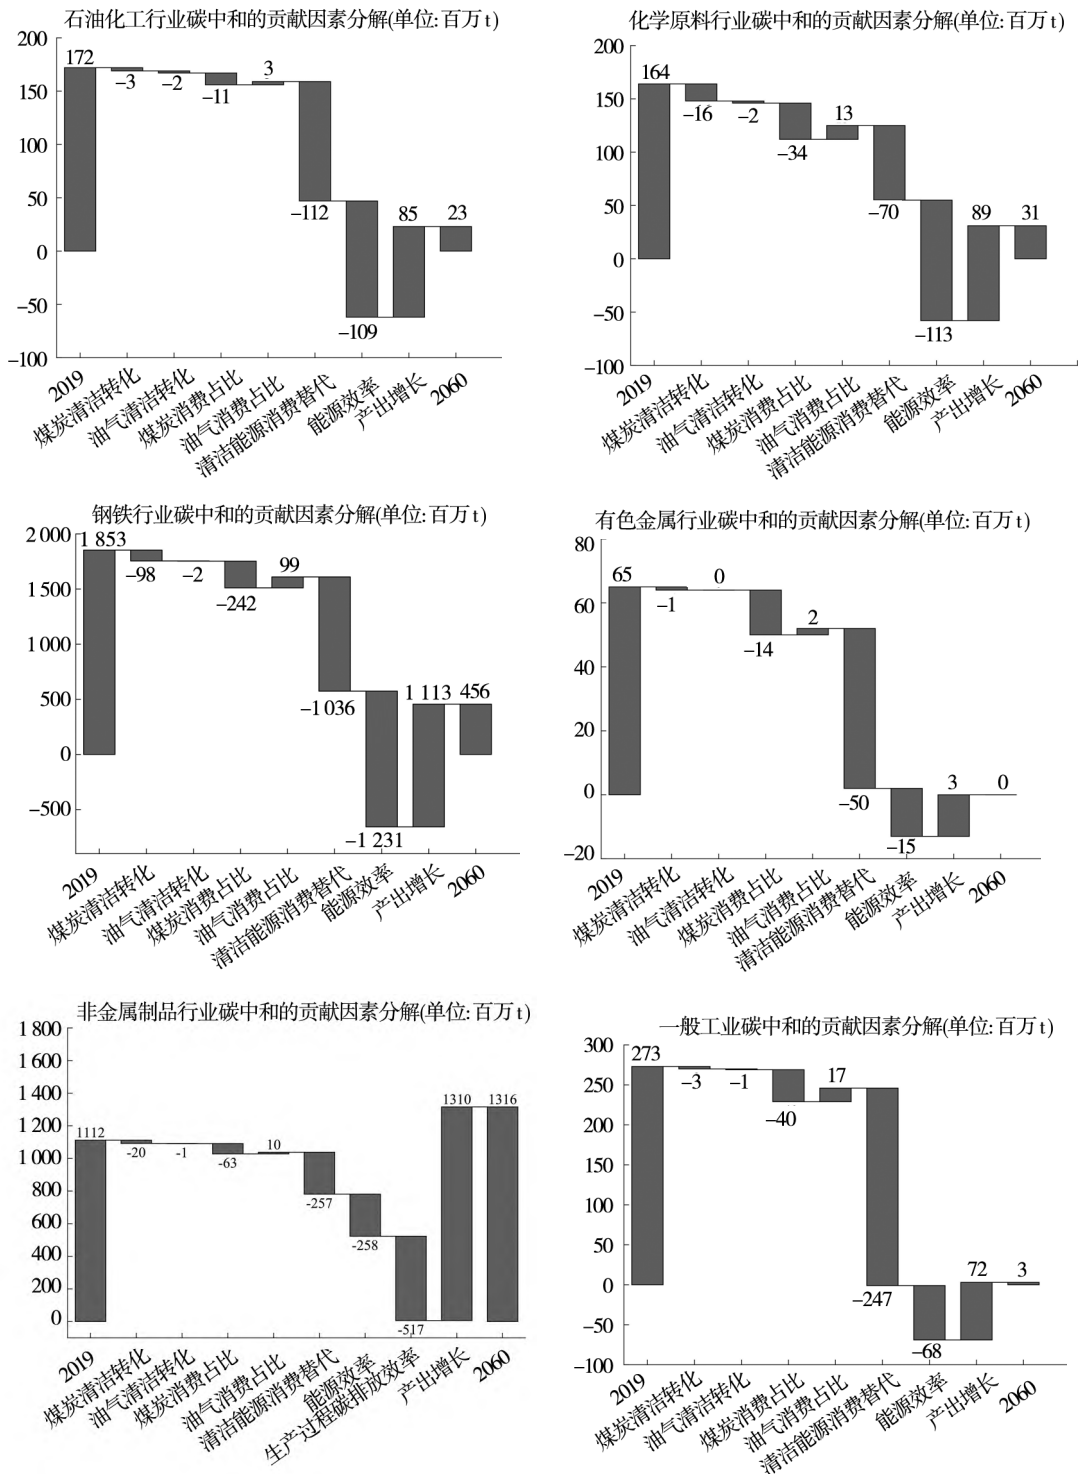 石油化工行业碳中和的贡献因素分解(单位:百万t)
200
150
100
50
0
−50
−100
172
−3
−2
−11
3
−112
−109
85
23
2019
煤炭清洁转化
油气清洁转化
煤炭消费占比
油气消费占比
清洁能源消费替代
能源效率
产出增长
2060
化学原料行业碳中和的贡献因素分解(单位:百万t)
200
150
100
50
0
−50
−100
164
−16
−2
−34
13
−70
−113
89
31
2019
煤炭清洁转化
油气清洁转化
煤炭消费占比
油气消费占比
清洁能源消费替代
能源效率
产出增长
2060
钢铁行业碳中和的贡献因素分解(单位:百万t)
2 000
1 500
1 000
500
0
−500
1 853
−98
−2
−242
99
−1 036
−1 231
1 113
456
2019
煤炭清洁转化
油气清洁转化
煤炭消费占比
油气消费占比
清洁能源消费替代
能源效率
产出增长
2060
有色金属行业碳中和的贡献因素分解(单位:百万t)
80
60
40
20
0
−20
65
−1
0
−14
2
−50
−15
3
0
2019
煤炭清洁转化
油气清洁转化
煤炭消费占比
油气消费占比
清洁能源消费替代
能源效率
产出增长
2060
非金属制品行业碳中和的贡献因素分解(单位:百万t)
1 800
1 600
1 400
1 200
1 000
800
600
400
200
0
1112
-20
-1
-63
10
-257
-258
-517
1310
1316
2019
煤炭清洁转化
油气清洁转化
煤炭消费占比
油气消费占比
清洁能源消费替代
能源效率
生产过程碳排放效率
产出增长
2060
一般工业碳中和的贡献因素分解(单位:百万t)
300
250
200
150
100
50
0
−50
−100
273
−3
−1
−40
17
−247
−68
72
3
2019
煤炭清洁转化
油气清洁转化
煤炭消费占比
油气消费占比
清洁能源消费替代
能源效率
产出增长
2060